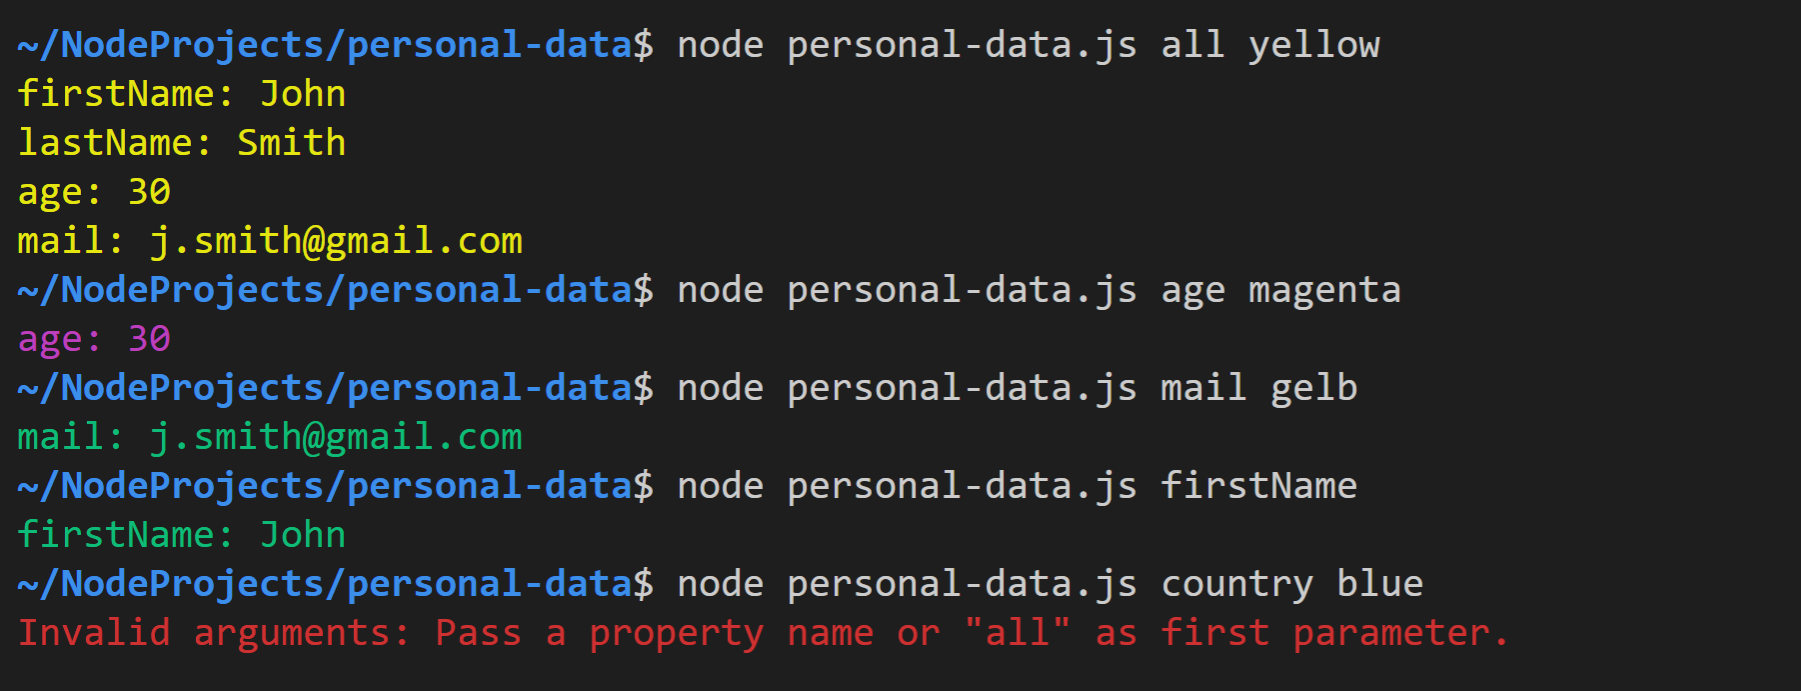 ~/NodeProjects/personal-data$ node personal-data.js all yellow
firstName: John
lastName: Smith
age: 30
mail: j.smith@gmail.com
~/NodeProjects/personal-data$ node personal-data.js age magenta
age: 30
~/NodeProjects/personal-data$ node personal-data.js mail gelb
mail: j.smith@gmail.com
~/NodeProjects/personal-data$ node personal-data.js firstName
firstName: John
~/NodeProjects/personal-data$ node personal-data.js country blue
Invalid arguments: Pass a property name or "all" as first parameter.